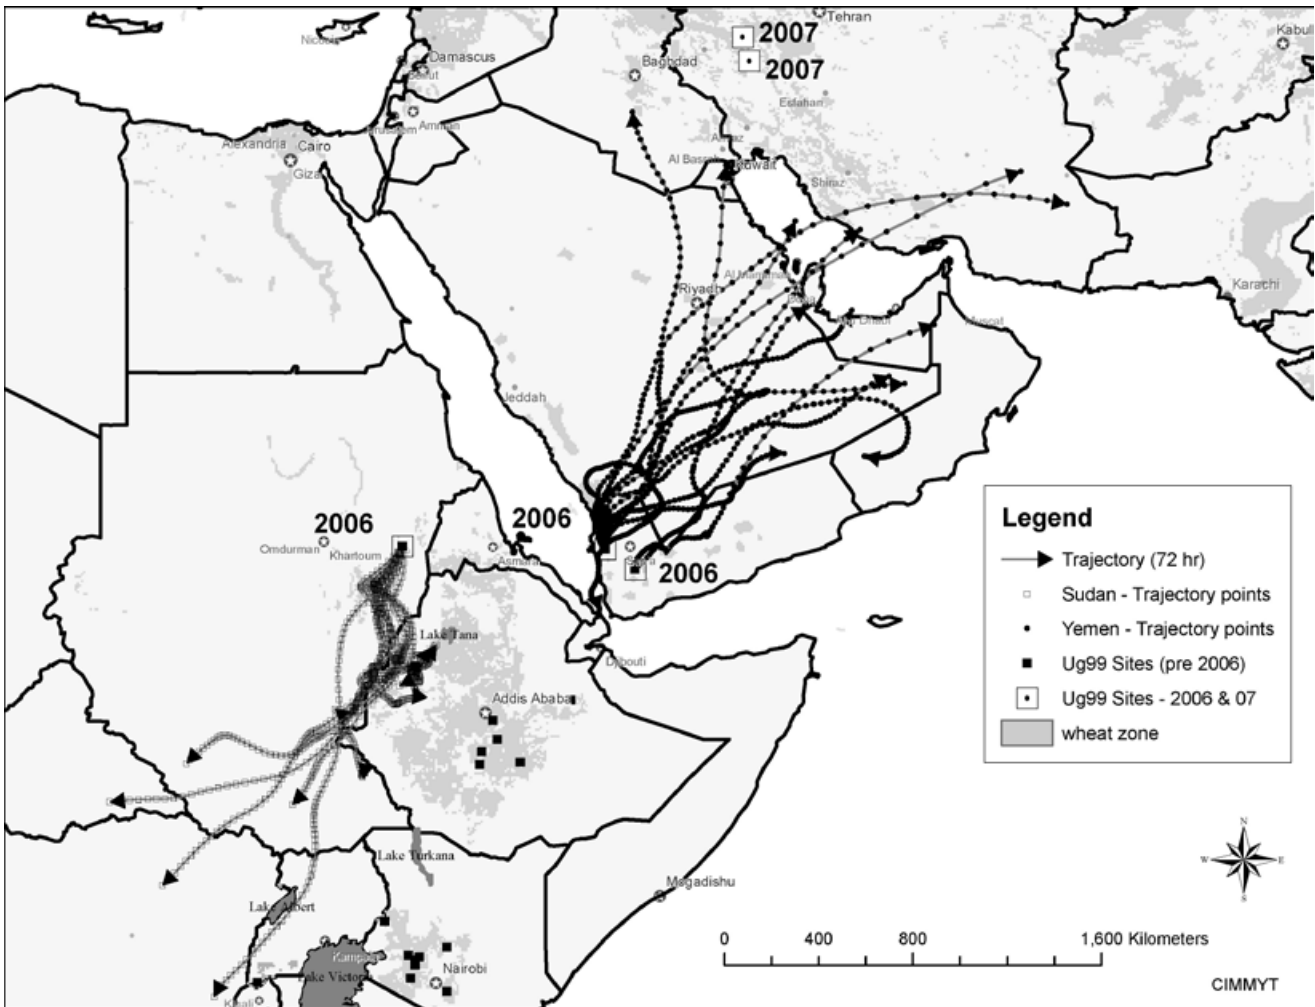 Tehran
Kabul
2007
Damascus
Baghdad
2007
Esfahan
Amman
Alexandria
Cairo
Al Basrah
Kuwait
Giza
Shiraz
Riyadh
Karachi
Abu Dhabi
Muscat
Jeddah
2006
2006
Omdurman
Khartoum
Asmara
2006
Lake Tana
Djibouti
Addis Ababa
Lake Turkana
Mogadishu
Lake Albert
Kampala
Lake Victoria
Nairobi
Kigali
Legend
Trajectory (72 hr)
Sudan - Trajectory points
Yemen - Trajectory points
Ug99 Sites (pre 2006)
Ug99 Sites - 2006 & 07
wheat zone
N
W
E
S
0 400 800 1,600 Kilometers
CIMMYT